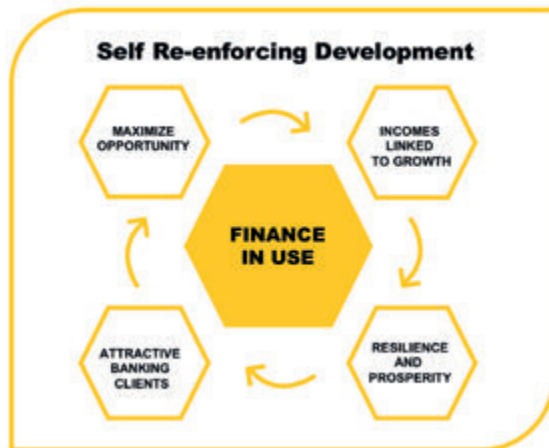 Self Re-enforcing Development
MAXIMIZE
OPPORTUNITY
INCOMES
LINKED
TO GROWTH
FINANCE
IN USE
ATTRACTIVE
BANKING
CLIENTS
RESILIENCE
AND
PROSPERITY